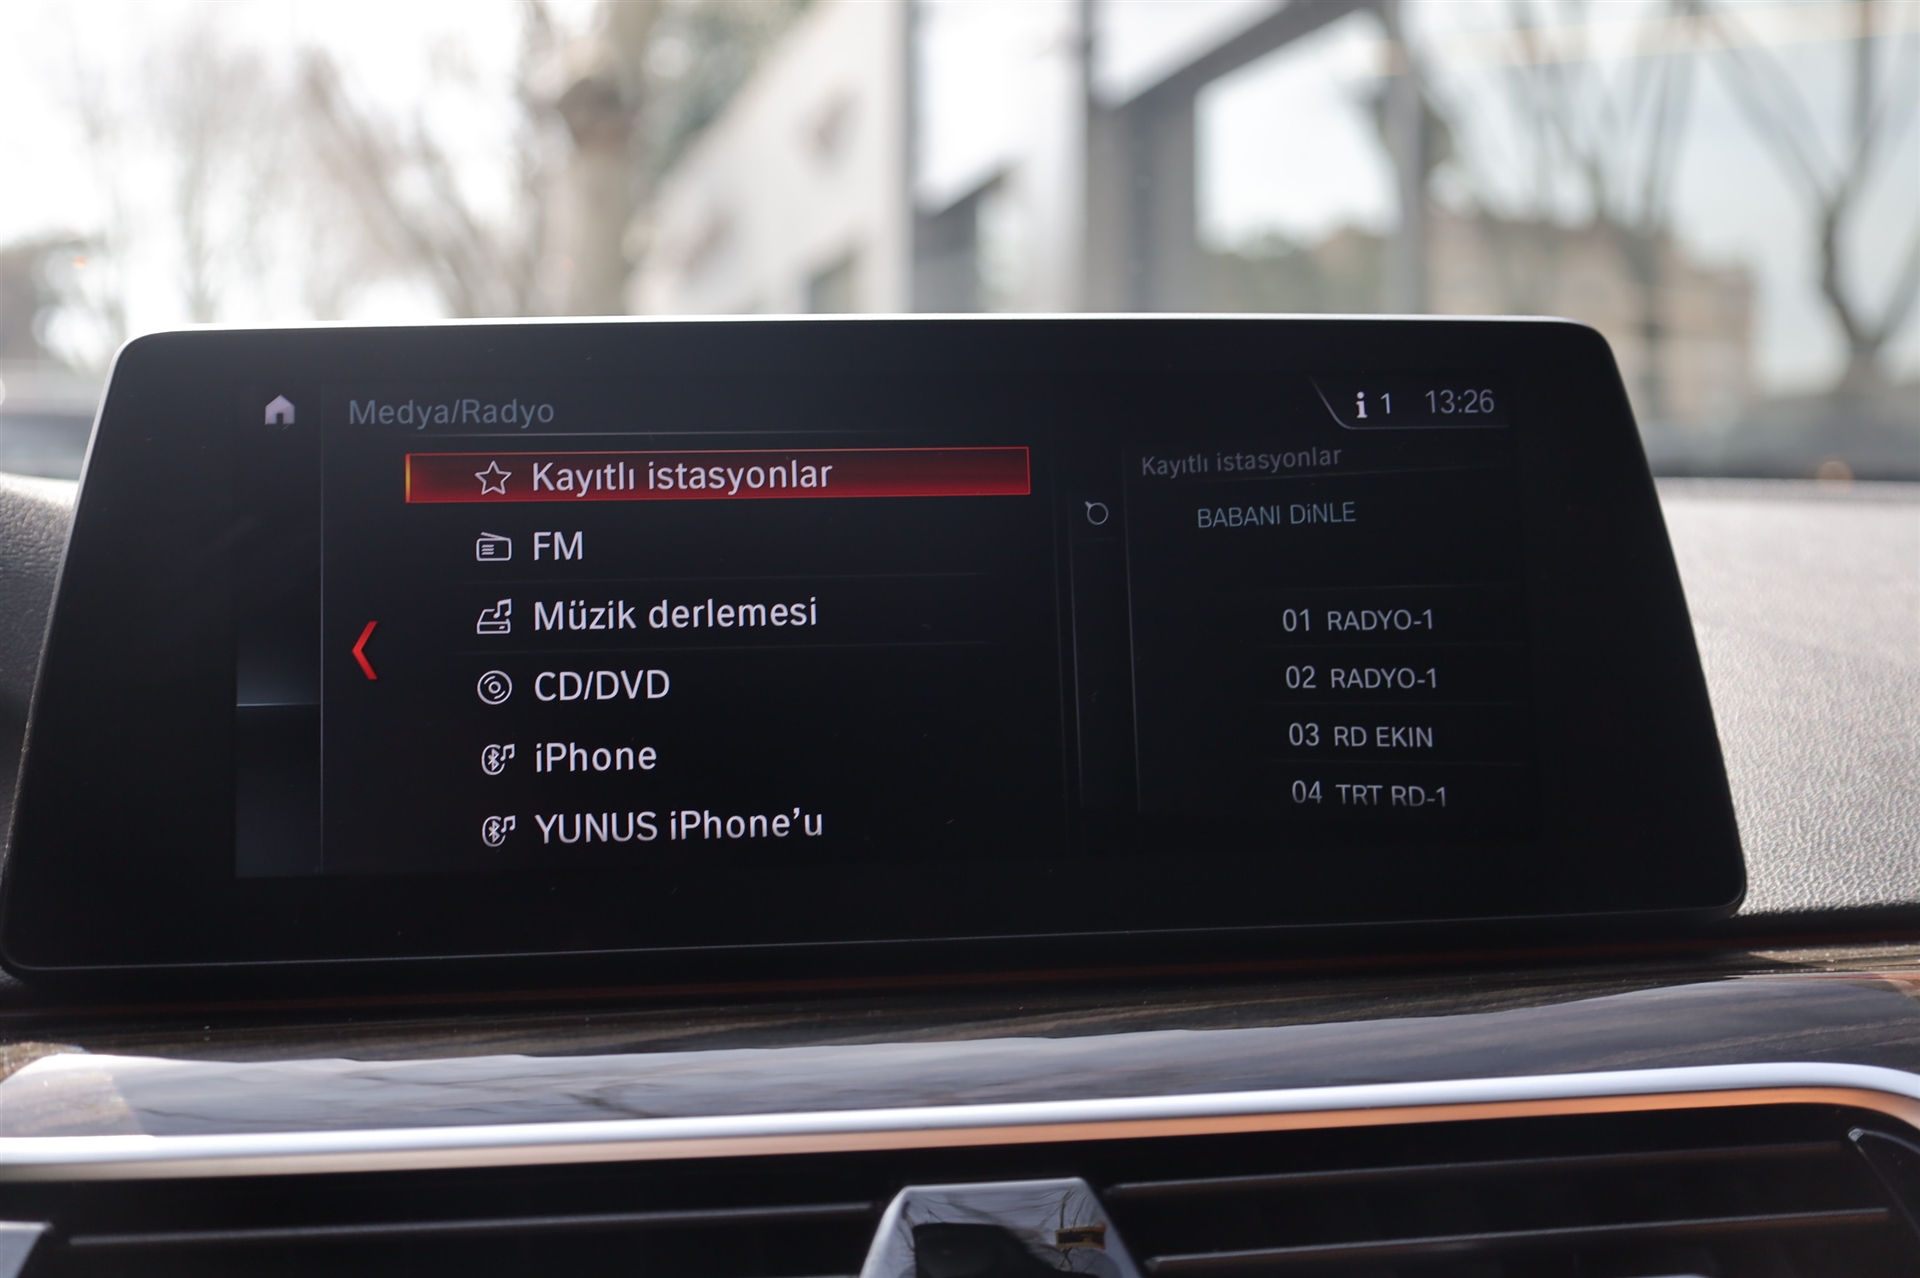 Medya/Radyo
i 1 13:26
Kayıtlı istasyonlar
FM
Müzik derlemesi
CD/DVD
iPhone
YUNUS iPhone’u
Kayıtlı istasyonlar
BABANI DiNLE
01 RADYO-1
02 RADYO-1
03 RD EKIN
04 TRT RD-1